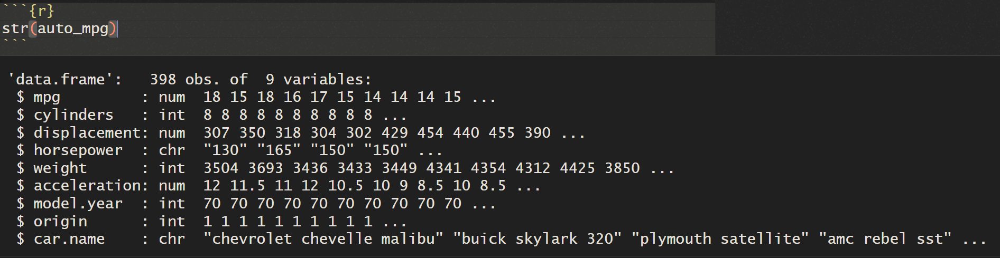 ```{r}
str(auto_mpg)
```
'data.frame':   398 obs. of  9 variables:
 $ mpg         : num  18 15 18 16 17 15 14 14 14 15 ...
 $ cylinders   : int  8 8 8 8 8 8 8 8 8 8 ...
 $ displacement: num  307 350 318 304 302 429 454 440 455 390 ...
 $ horsepower  : chr  "130" "165" "150" "150" ...
 $ weight      : int  3504 3693 3436 3433 3449 4341 4354 4312 4425 3850 ...
 $ acceleration: num  12 11.5 11 12 10.5 10 9 8.5 10 8.5 ...
 $ model.year  : int  70 70 70 70 70 70 70 70 70 70 ...
 $ origin      : int  1 1 1 1 1 1 1 1 1 1 ...
 $ car.name    : chr  "chevrolet chevelle malibu" "buick skylark 320" "plymouth satellite" "amc rebel sst" ...